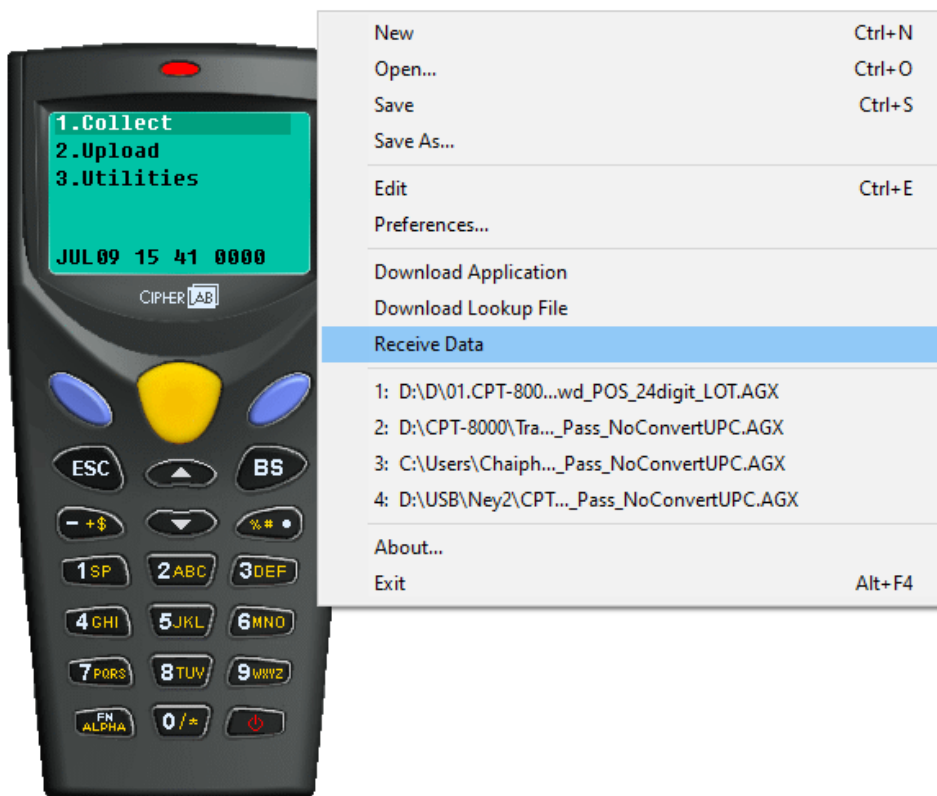 1.Collect
2.Upload
3.Utilities
JUL09 15 41 0000
CIPHERLAB
ESC
BS
- +$
%# •
1 SP
2 ABC
3 DEF
4 GHI
5 JKL
6 MNO
7 PQRS
8 TUV
9 WXYZ
FN
ALPHA
0/*
New Ctrl+N
Open... Ctrl+O
Save Ctrl+S
Save As...
Edit Ctrl+E
Preferences...
Download Application
Download Lookup File
Receive Data
1: D:\D\01.CPT-800...wd_POS_24digit_LOT.AGX
2: D:\CPT-8000\Tra..._Pass_NoConvertUPC.AGX
3: C:\Users\Chaiph..._Pass_NoConvertUPC.AGX
4: D:\USB\Ney2\CPT..._Pass_NoConvertUPC.AGX
About...
Exit Alt+F4